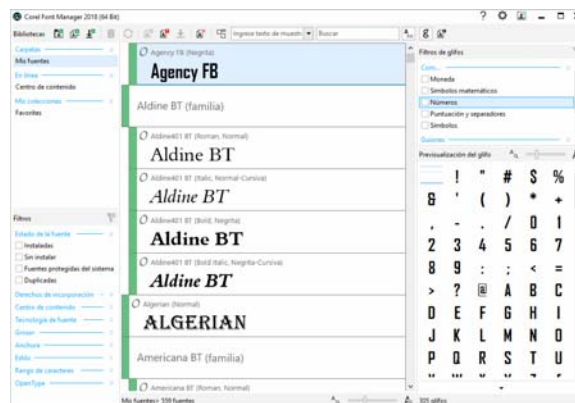 Corel Font Manager 2018 (64 Bit)
Bibliotecas
Ingrese texto de muestr
Buscar
Carpetas
Mis fuentes
En línea
Centro de contenido
Mis colecciones
Favoritos
Filtros
Estado de la fuente
Instaladas
Sin instalar
Fuentes protegidas del sistema
Duplicadas
Derechos de incorporación
Centro de contenido
Tecnología de fuente
Grosor
Anchura
Estilo
Rango de caracteres
OpenType
Agency FB (Negrita)
Agency FB
Aldine BT (familia)
Aldine401 BT (Roman, Normal)
Aldine BT
Aldine401 BT (Italic, Normal-Cursiva)
Aldine BT
Aldine401 BT (Bold, Negrita)
Aldine BT
Aldine401 BT (Bold Italic, Negrita-Cursiva)
Aldine BT
Algerian (Normal)
ALGERIAN
Americana BT (familia)
Americana BT (Roman, Normal)
Mis fuentes> 559 fuentes
Filtros de glifos
Com...
Moneda
Símbolos matemáticos
Números
Puntuación y separadores
Símbolos
Guiones
Previsualización del glifo
! " # $ %
& ' ( ) * +
, - . / 0 1
2 3 4 5 6 7
8 9 : ; < =
> ? @ A B C
D E F G H I
J K L M N O
P Q R S T U
305 glifos